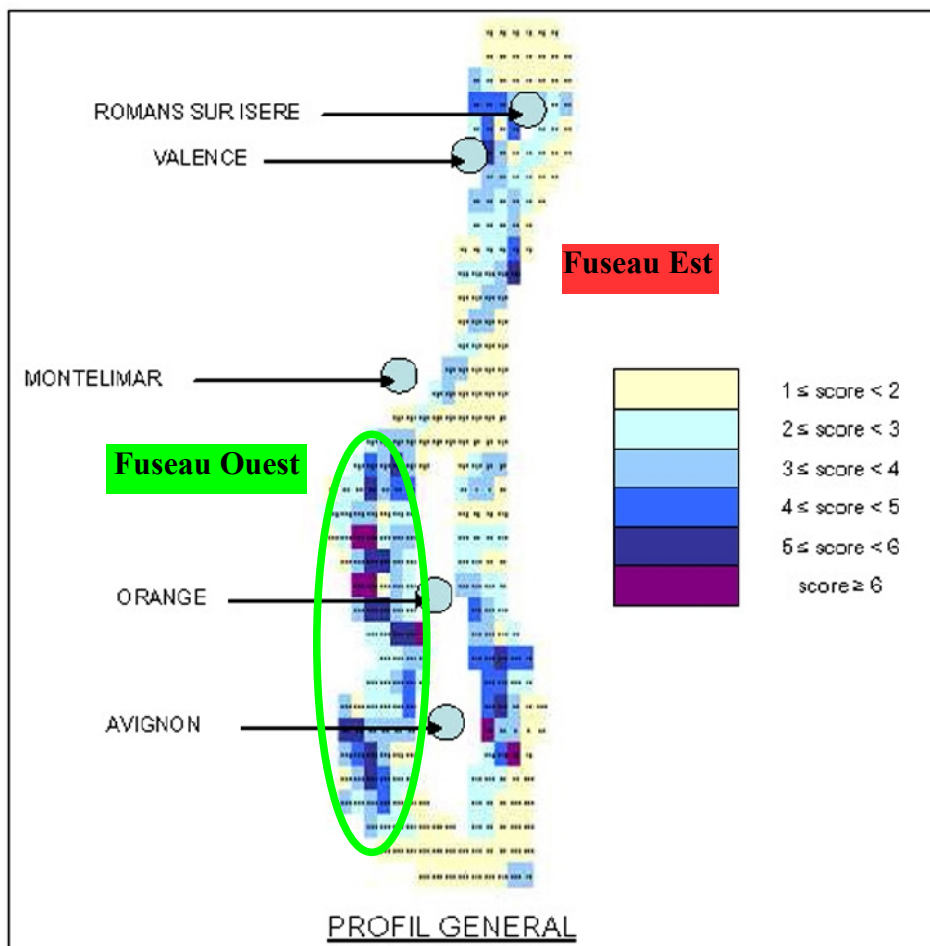 ROMANS SUR ISERE
VALENCE
Fuseau Est
MONTELIMAR
1 ≤ score < 2
2 ≤ score < 3
3 ≤ score < 4
4 ≤ score < 5
5 ≤ score < 6
score ≥ 6
Fuseau Ouest
ORANGE
AVIGNON
PROFIL GENERAL